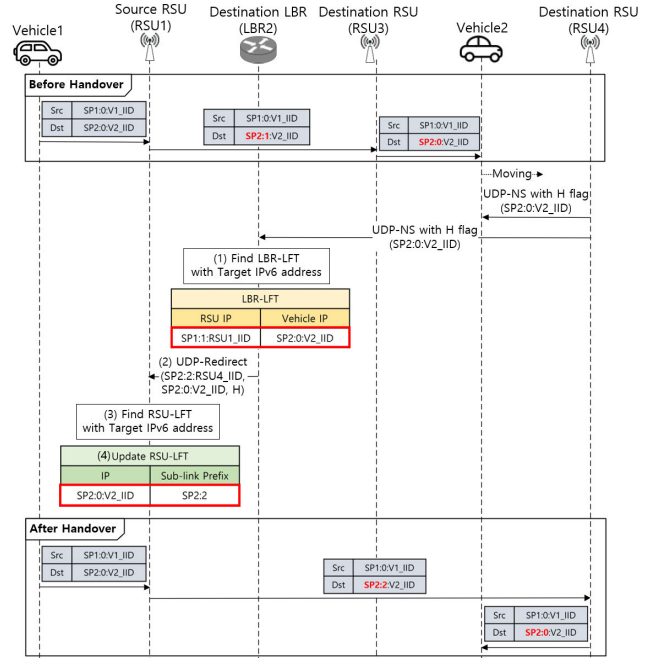 Vehicle1
Source RSU
(RSU1)
Destination LBR
(LBR2)
Destination RSU
(RSU3)
Vehicle2
Destination RSU
(RSU4)
Before Handover
Src SP1:0:V1_IID
Dst SP2:0:V2_IID
Src SP1:0:V1_IID
Dst SP2:1:V2_IID
Src SP1:0:V1_IID
Dst SP2:0:V2_IID
Moving
UDP-NS with H flag
(SP2:0:V2_IID)
UDP-NS with H flag
(SP2:0:V2_IID)
(1) Find LBR-LFT
with Target IPv6 address
LBR-LFT
RSU IP Vehicle IP
SP1:1:RSU1_IID SP2:0:V2_IID
(2) UDP-Redirect
(SP2:2:RSU4_IID,
SP2:0:V2_IID, H)
(3) Find RSU-LFT
with Target IPv6 address
(4)Update RSU-LFT
IP Sub-link Prefix
SP2:0:V2_IID SP2:2
After Handover
Src SP1:0:V1_IID
Dst SP2:0:V2_IID
Src SP1:0:V1_IID
Dst SP2:2:V2_IID
Src SP1:0:V1_IID
Dst SP2:0:V2_IID